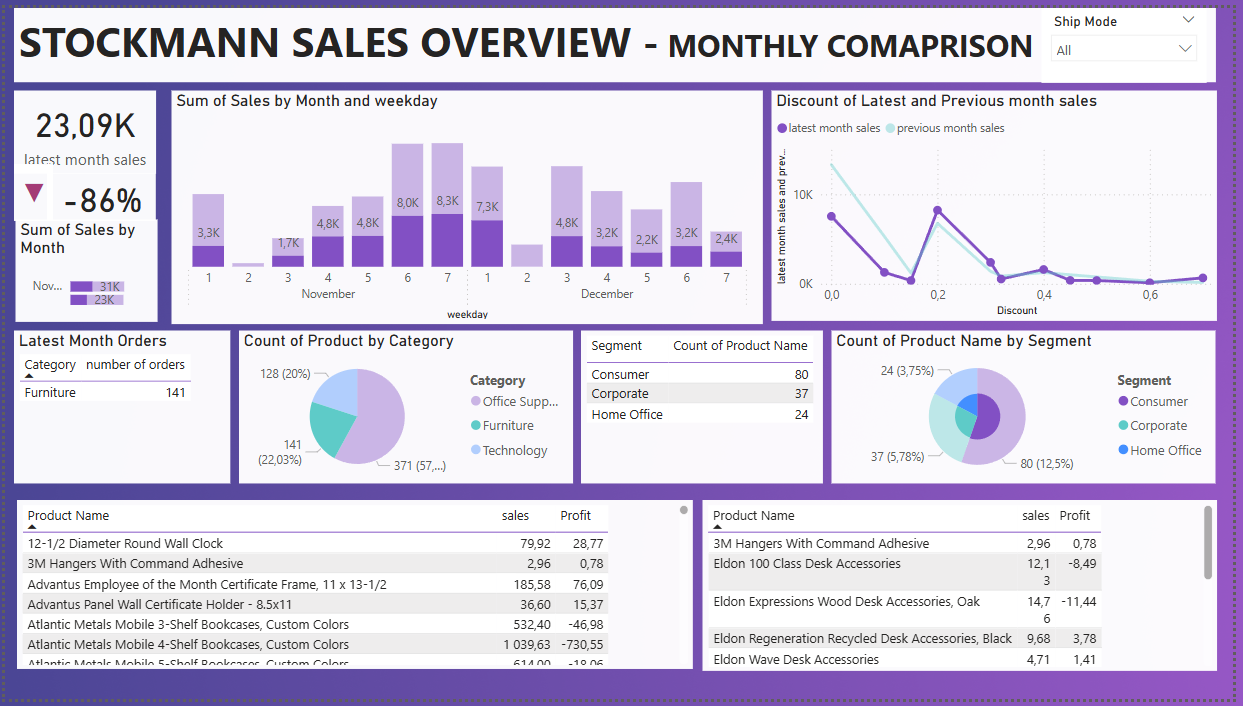 STOCKMANN SALES OVERVIEW - MONTHLY COMAPRISON
Ship Mode
All
23,09K
latest month sales
-86%
Sum of Sales by
Month
Nov...
31K
23K
Sum of Sales by Month and weekday
3,3K
1,7K
4,8K
4,8K
8,0K
8,3K
7,3K
4,8K
3,2K
2,2K
3,2K
2,4K
1 2 3 4 5 6 7 1 2 3 4 5 6 7
November December
weekday
Discount of Latest and Previous month sales
latest month sales previous month sales
latest month sales and prev...
10K
0K
0,0 0,2 0,4 0,6
Discount
Latest Month Orders
Category number of orders
Furniture 141
Count of Product by Category
128 (20%)
141
(22,03%)
371 (57,...)
Category
Office Supp...
Furniture
Technology
Segment Count of Product Name
Consumer 80
Corporate 37
Home Office 24
Count of Product Name by Segment
24 (3,75%)
37 (5,78%)
80 (12,5%)
Segment
Consumer
Corporate
Home Office
Product Name sales Profit
12-1/2 Diameter Round Wall Clock 79,92 28,77
3M Hangers With Command Adhesive 2,96 0,78
Advantus Employee of the Month Certificate Frame, 11 x 13-1/2 185,58 76,09
Advantus Panel Wall Certificate Holder - 8.5x11 36,60 15,37
Atlantic Metals Mobile 3-Shelf Bookcases, Custom Colors 532,40 -46,98
Atlantic Metals Mobile 4-Shelf Bookcases, Custom Colors 1 039,63 -730,55
Atlantic Metals Mobile 5-Shelf Bookcases, Custom Colors 614,00 -18,06
Product Name sales Profit
3M Hangers With Command Adhesive 2,96 0,78
Eldon 100 Class Desk Accessories 12,1 -8,49
3
Eldon Expressions Wood Desk Accessories, Oak 14,7 -11,44
6
Eldon Regeneration Recycled Desk Accessories, Black 9,68 3,78
Eldon Wave Desk Accessories 4,71 1,41